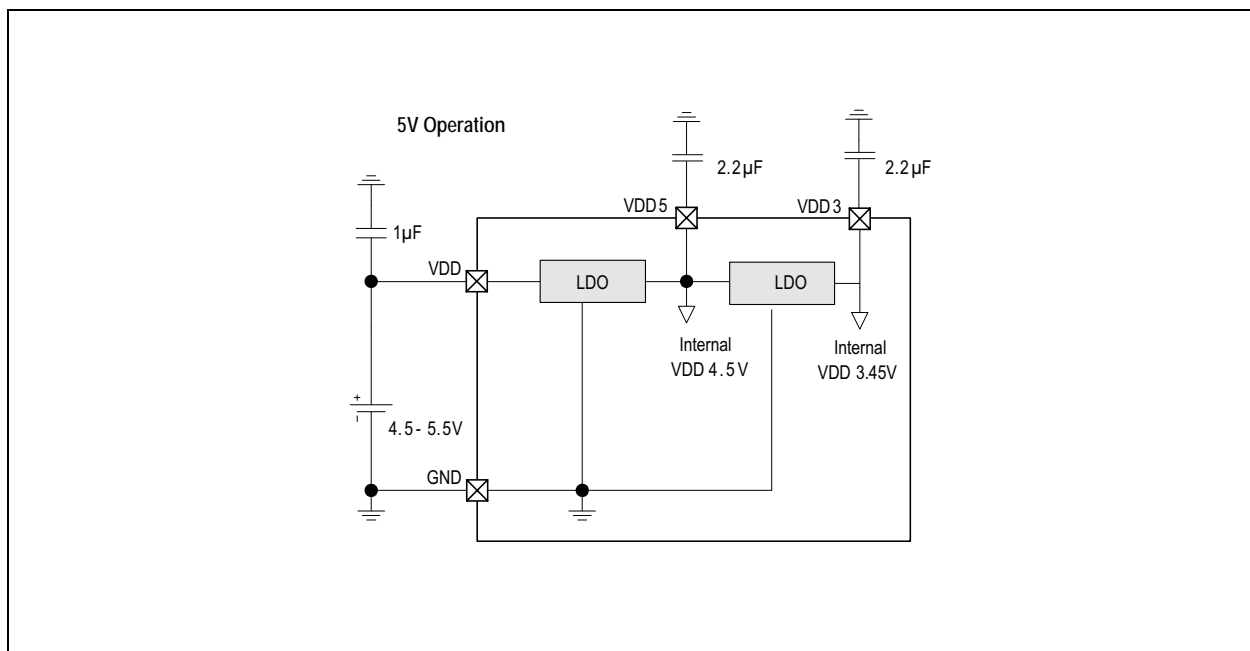 5V Operation
2.2µF
2.2µF
VDD5
VDD3
1µF
VDD
LDO
LDO
Internal
VDD 4.5V
Internal
VDD 3.45V
+
-
4.5 - 5.5V
GND